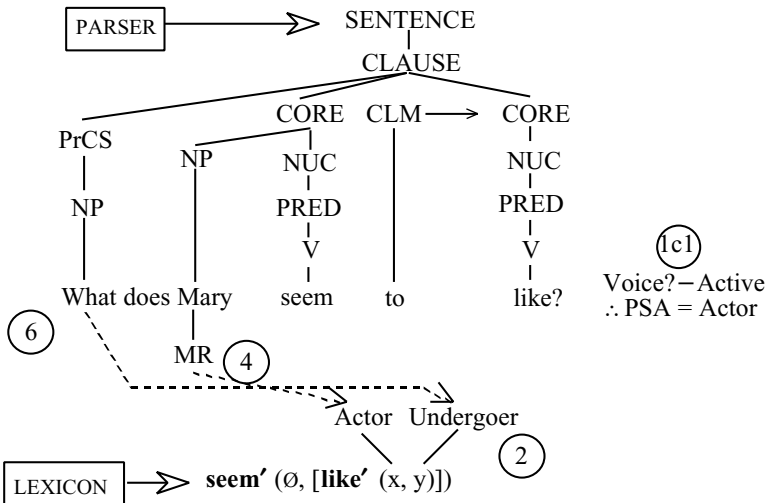 PARSER SENTENCE
CLAUSE
CORE CLM CORE
PrCS
NP NUC NUC
NP PRED PRED
V V
1c1
What does Mary seem to like? Voice?–Active
6 ∴ PSA = Actor
MR 4
Actor Undergoer
2
LEXICON seem′ (Ø, [like′ (x, y)])